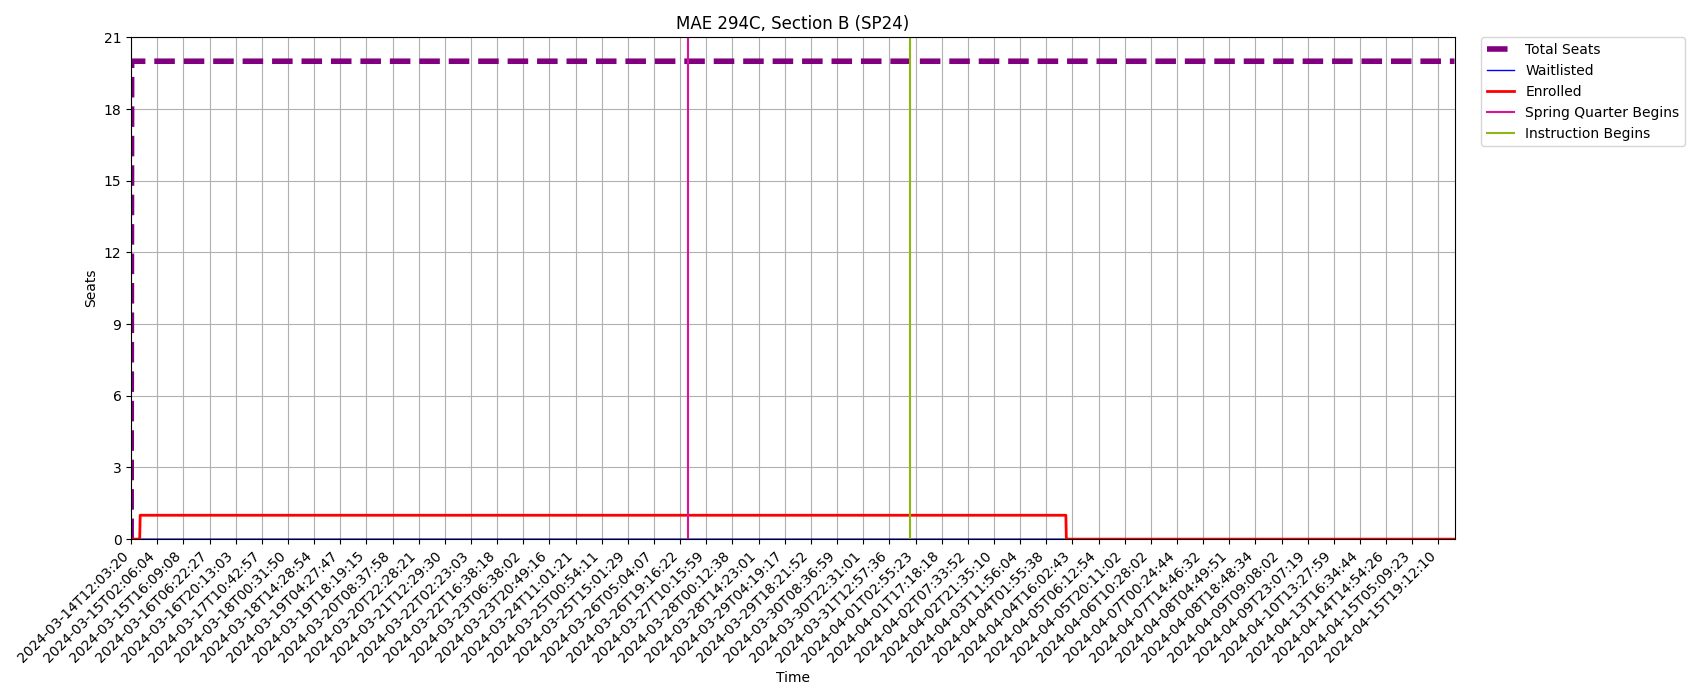 MAE 294C, Section B (SP24)
Total Seats
Waitlisted
Enrolled
Spring Quarter Begins
Instruction Begins
21
18
15
12
9
6
3
0
Seats
2024-03-14T12:03:20
2024-03-15T02:06:04
2024-03-15T16:09:08
2024-03-16T06:22:27
2024-03-16T20:13:03
2024-03-17T10:42:57
2024-03-18T00:31:50
2024-03-18T14:28:54
2024-03-19T04:27:47
2024-03-19T18:19:15
2024-03-20T08:37:58
2024-03-20T22:28:21
2024-03-21T12:29:30
2024-03-22T02:23:03
2024-03-22T16:38:18
2024-03-23T06:38:02
2024-03-23T20:49:16
2024-03-24T11:01:21
2024-03-25T00:54:11
2024-03-25T15:01:29
2024-03-26T05:04:07
2024-03-26T19:16:22
2024-03-27T10:15:59
2024-03-28T00:12:38
2024-03-28T14:23:01
2024-03-29T04:19:17
2024-03-29T18:21:52
2024-03-30T08:36:59
2024-03-30T22:31:01
2024-03-31T12:57:36
2024-04-01T02:55:23
2024-04-01T17:18:18
2024-04-02T07:33:52
2024-04-02T21:35:10
2024-04-03T11:56:04
2024-04-04T01:55:38
2024-04-04T16:02:43
2024-04-05T06:12:54
2024-04-05T20:11:02
2024-04-06T10:28:02
2024-04-07T00:24:44
2024-04-07T14:46:32
2024-04-08T04:49:51
2024-04-08T18:48:34
2024-04-09T09:08:02
2024-04-09T23:07:19
2024-04-10T13:27:59
2024-04-13T16:34:44
2024-04-14T14:54:26
2024-04-15T05:09:23
2024-04-15T19:12:10
Time